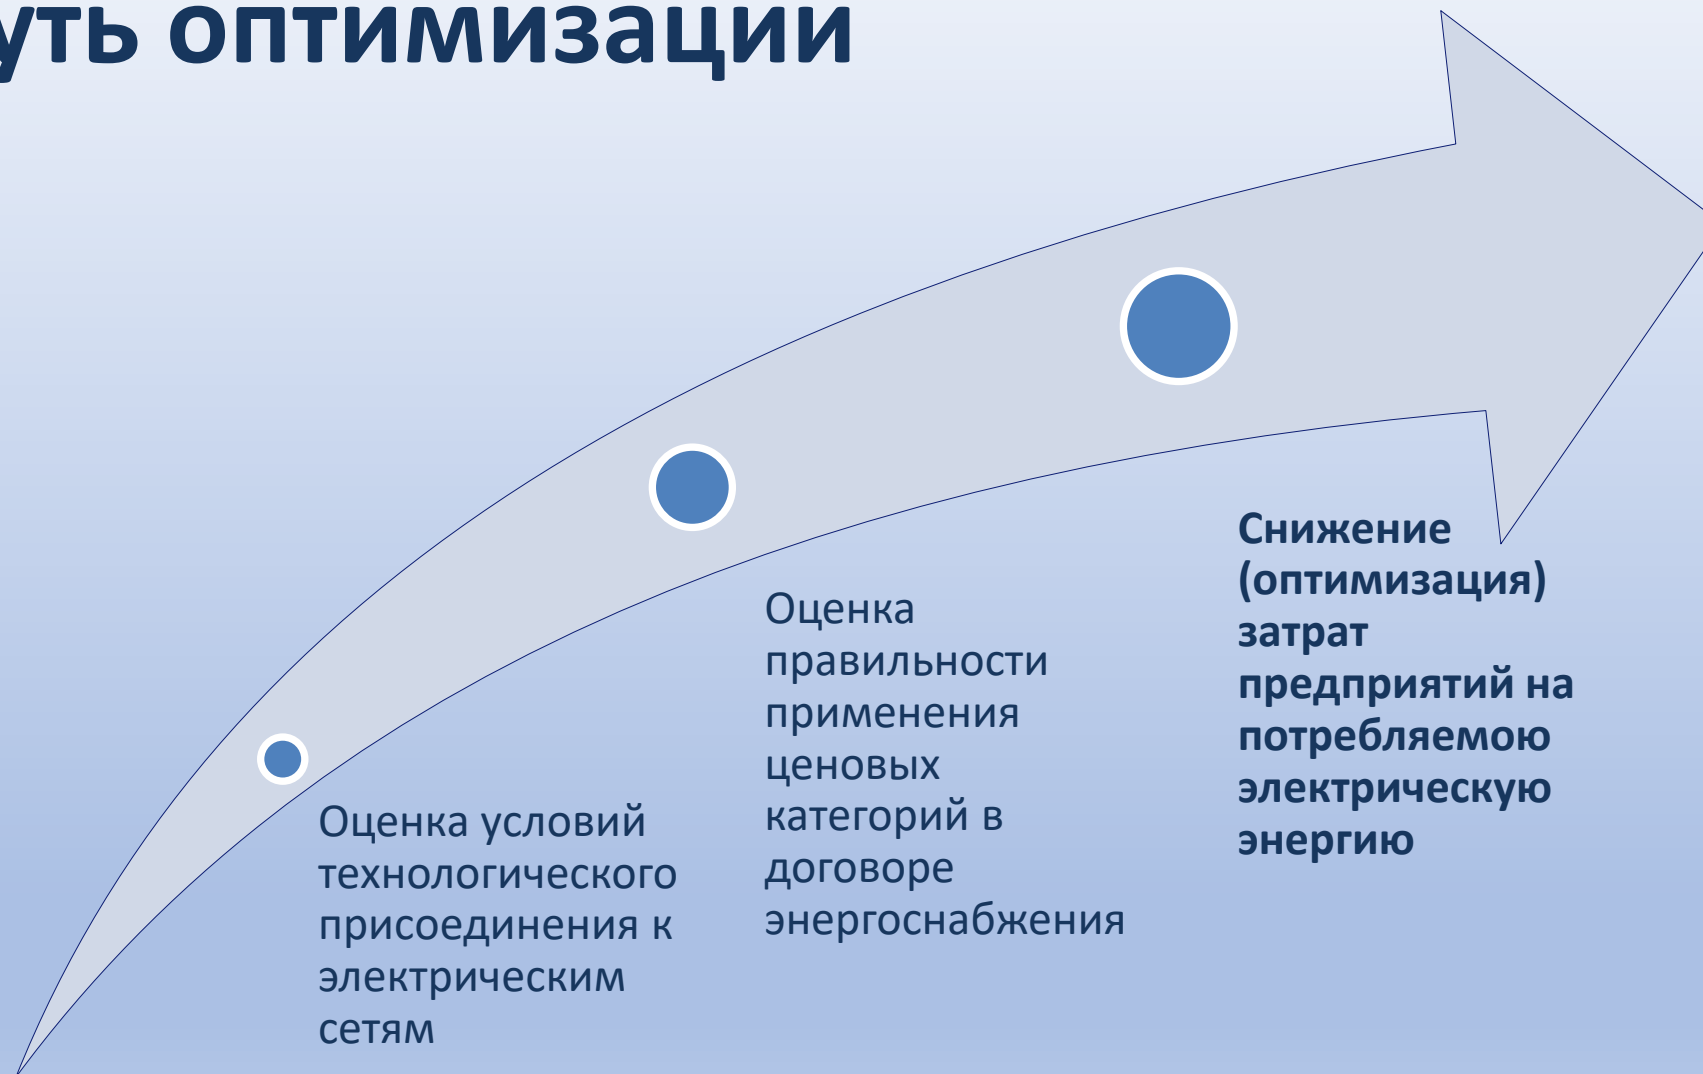 уть оптимизации
Оценка условий
технологического
присоединения к
электрическим
сетям
Оценка
правильности
применения
ценовых
категорий в
договоре
энергоснабжения
Снижение
(оптимизация)
затрат
предприятий на
потребляемою
электрическую
энергию